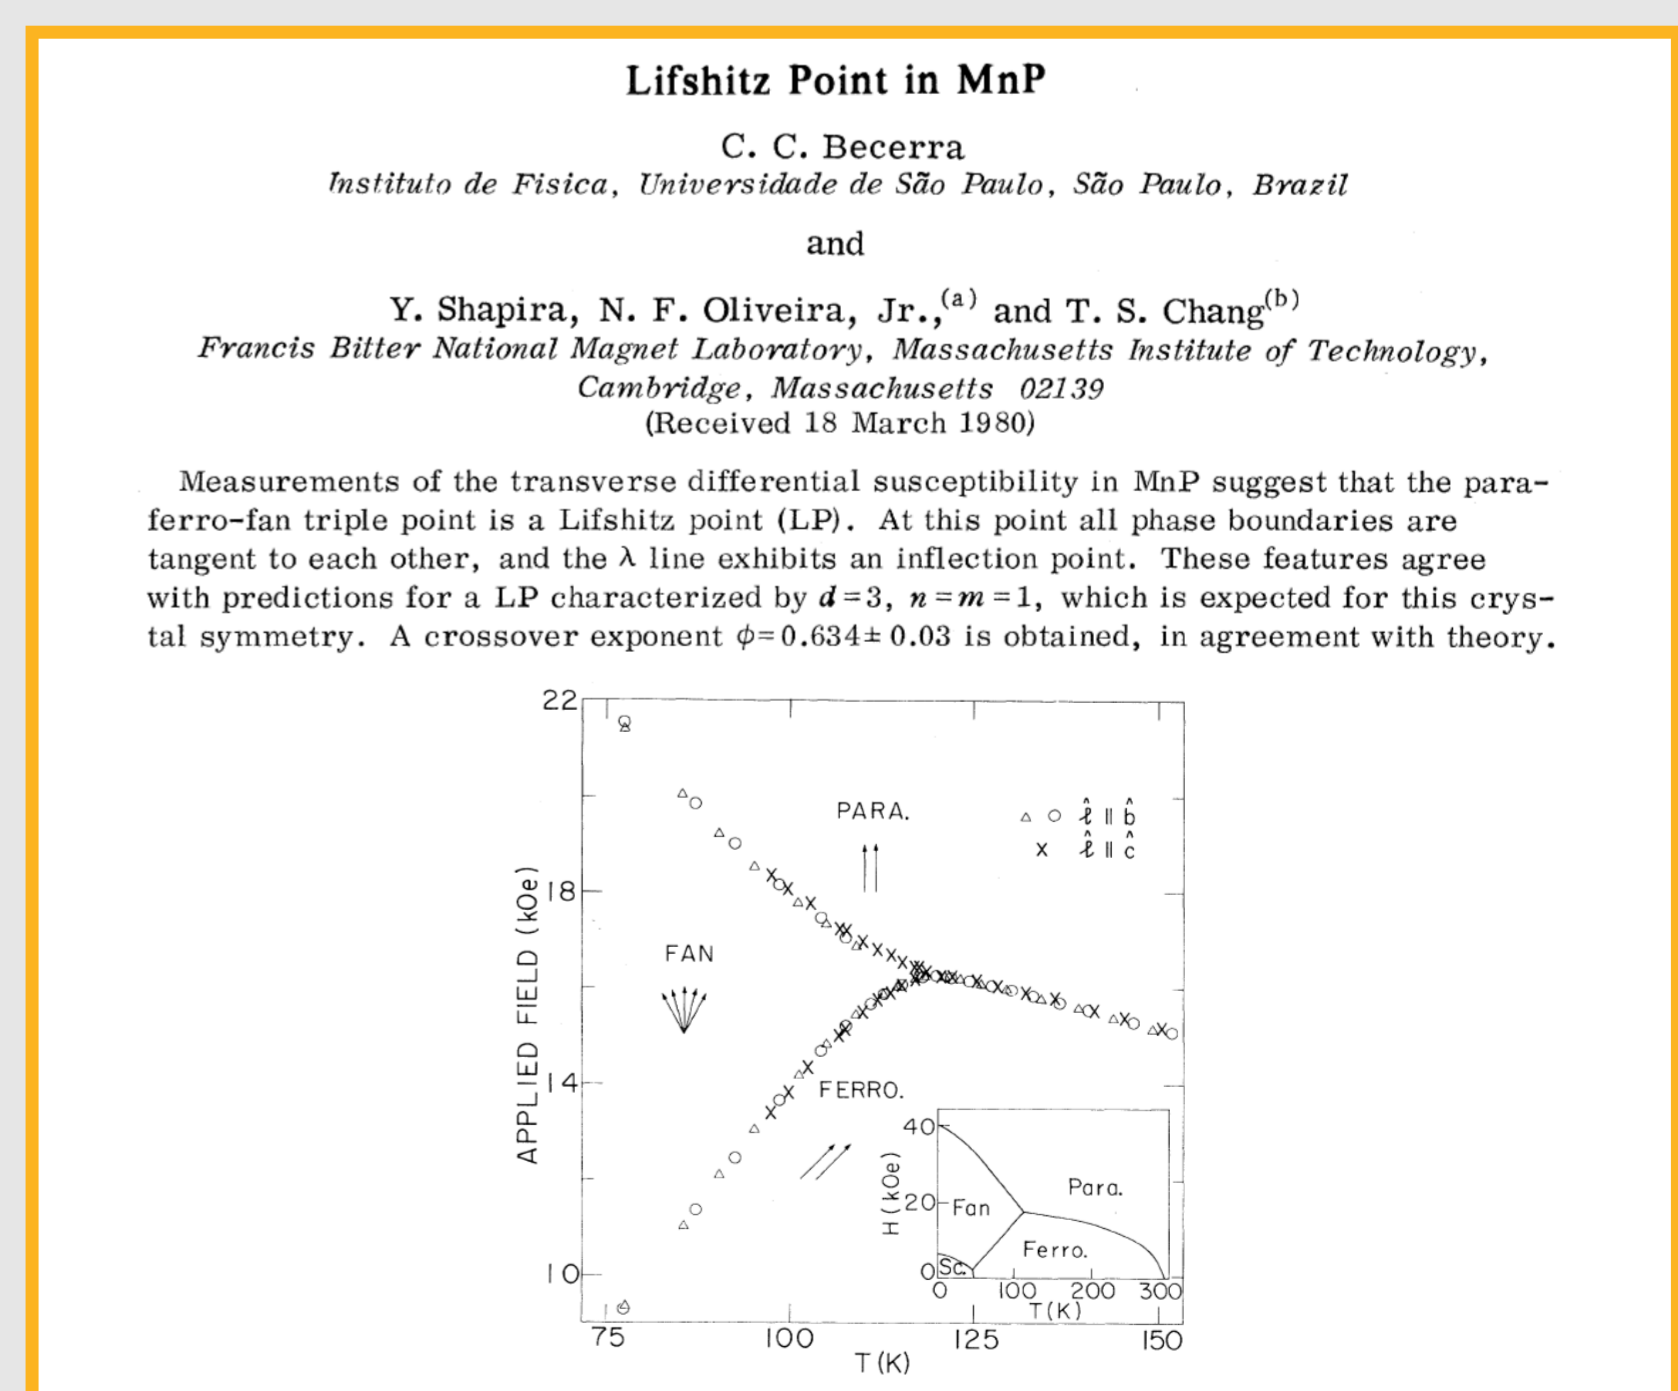 Lifshitz Point in MnP
C. C. Becerra
Instituto de Fisica, Universidade de São Paulo, São Paulo, Brazil
and
Y. Shapira, N. F. Oliveira, Jr.,(a) and T. S. Chang(b)
Francis Bitter National Magnet Laboratory, Massachusetts Institute of Technology,
Cambridge, Massachusetts 02139
(Received 18 March 1980)
Measurements of the transverse differential susceptibility in MnP suggest that the para-
ferro-fan triple point is a Lifshitz point (LP). At this point all phase boundaries are
tangent to each other, and the λ line exhibits an inflection point. These features agree
with predictions for a LP characterized by d=3, n=m=1, which is expected for this crys-
tal symmetry. A crossover exponent ϕ=0.634± 0.03 is obtained, in agreement with theory.
22
PARA.
△ ○ ℓ̂ ∥ b̂
x ℓ̂ ∥ ĉ
18
APPLIED FIELD (kOe)
FAN
14
FERRO.
40
H (kOe)
Para.
20
Fan
Ferro.
0
Sc.
0 100 200 300
T(K)
10
75 100 125 150
T (K)